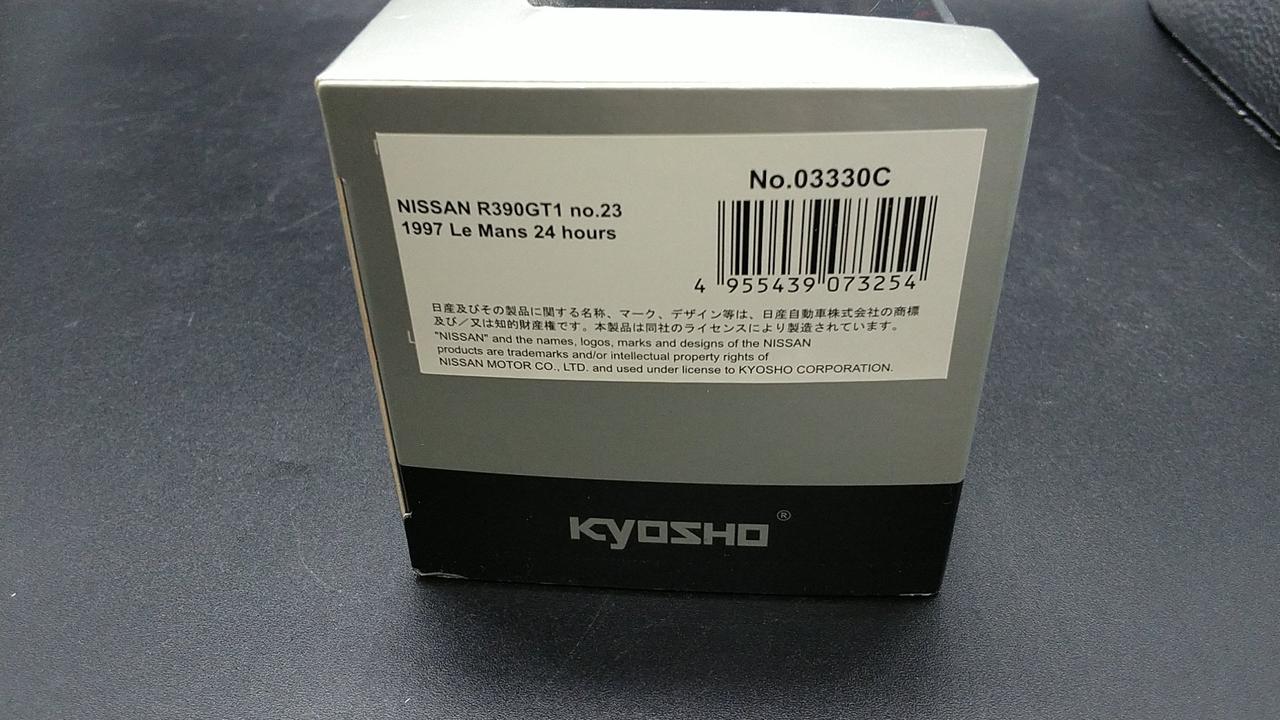 No.03330C
NISSAN R390GT1 no.23
1997 Le Mans 24 hours
4 955439 073254
日産及びその製品に関する名称、マーク、デザイン等は、日産自動車株式会社の商標
及び／又は知的財産権です。本製品は同社のライセンスにより製造されています。
"NISSAN" and the names, logos, marks and designs of the NISSAN
products are trademarks and/or intellectual property rights of
NISSAN MOTOR CO., LTD. and used under license to KYOSHO CORPORATION.
KYOSHO®